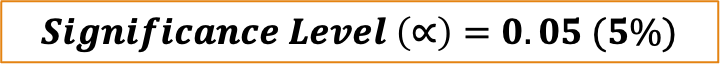 Significance Level (∝) = 0.05 (5%)